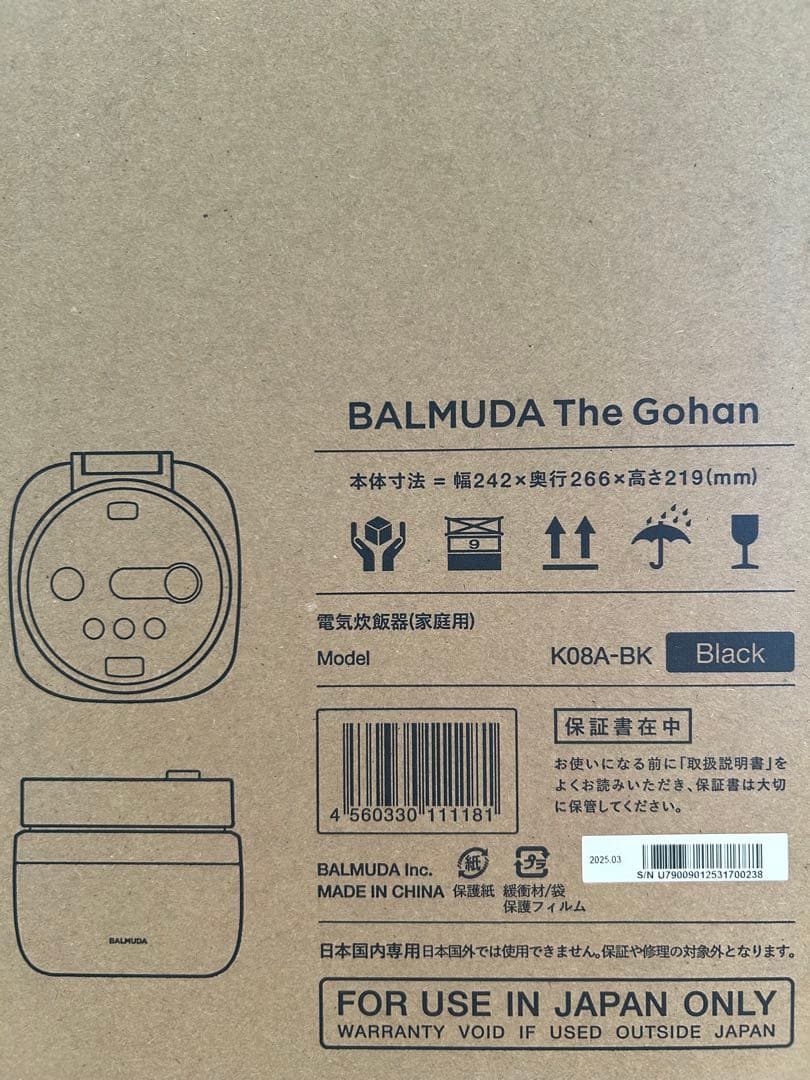 BALMUDA The Gohan
本体寸法 = 幅242×奥行266×高さ219(mm)
9
電気炊飯器(家庭用)
Model K08A-BK Black
4 560330 111181
保証書在中
お使いになる前に「取扱説明書」を
よくお読みいただき、保証書は大切
に保管してください。
2025.03
S/N U79009012531700238
BALMUDA Inc.
MADE IN CHINA
紙
保護紙
プラ
緩衝材/袋
保護フィルム
BALMUDA
日本国内専用 日本国外では使用できません。保証や修理の対象外となります。
FOR USE IN JAPAN ONLY
WARRANTY VOID IF USED OUTSIDE JAPAN